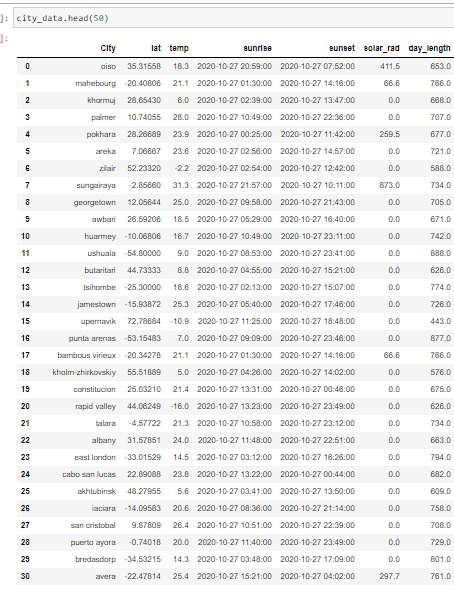 ]: city_data.head(50)
]:
City lat temp sunrise sunset solar_rad day_length
0 oiso 35.31558 18.3 2020-10-27 20:59:00 2020-10-27 07:52:00 411.5 653.0
1 mahebourg -20.40806 21.1 2020-10-27 01:30:00 2020-10-27 14:16:00 66.6 766.0
2 khormuj 28.65430 6.0 2020-10-27 02:39:00 2020-10-27 13:47:00 0.0 668.0
3 palmer 10.74055 28.0 2020-10-27 10:49:00 2020-10-27 22:36:00 0.0 707.0
4 pokhara 28.26689 23.9 2020-10-27 00:25:00 2020-10-27 11:42:00 259.5 677.0
5 areka 7.06667 23.6 2020-10-27 02:56:00 2020-10-27 14:57:00 0.0 721.0
6 zilair 52.23320 -2.2 2020-10-27 02:54:00 2020-10-27 12:42:00 0.0 588.0
7 sungairaya -2.85660 31.3 2020-10-27 21:57:00 2020-10-27 10:11:00 873.0 734.0
8 georgetown 12.05644 25.0 2020-10-27 09:58:00 2020-10-27 21:43:00 0.0 705.0
9 awbari 26.59206 18.5 2020-10-27 05:29:00 2020-10-27 16:40:00 0.0 671.0
10 huarmey -10.06806 16.7 2020-10-27 10:49:00 2020-10-27 23:11:00 0.0 742.0
11 ushuaia -54.80000 9.0 2020-10-27 08:53:00 2020-10-27 23:41:00 0.0 888.0
12 butaritari 44.73333 8.8 2020-10-27 04:55:00 2020-10-27 15:21:00 0.0 626.0
13 tsihombe -25.30000 18.6 2020-10-27 02:13:00 2020-10-27 15:07:00 0.0 774.0
14 jamestown -15.93872 25.3 2020-10-27 05:40:00 2020-10-27 17:46:00 0.0 726.0
15 upernavik 72.78684 -10.9 2020-10-27 11:25:00 2020-10-27 18:48:00 0.0 443.0
16 punta arenas -53.15483 7.0 2020-10-27 09:09:00 2020-10-27 23:46:00 0.0 877.0
17 bambous virieux -20.34278 21.1 2020-10-27 01:30:00 2020-10-27 14:16:00 66.6 766.0
18 kholm-zhirkovskiy 55.51889 5.0 2020-10-27 04:26:00 2020-10-27 14:02:00 0.0 576.0
19 constitucion 25.03210 21.4 2020-10-27 13:31:00 2020-10-27 00:46:00 0.0 675.0
20 rapid valley 44.06249 -16.0 2020-10-27 13:23:00 2020-10-27 23:49:00 0.0 626.0
21 talara -4.57722 21.3 2020-10-27 10:58:00 2020-10-27 23:12:00 0.0 734.0
22 albany 31.57851 24.0 2020-10-27 11:48:00 2020-10-27 22:51:00 0.0 663.0
23 east london -33.01529 14.5 2020-10-27 03:12:00 2020-10-27 16:26:00 0.0 794.0
24 cabo san lucas 22.89088 23.8 2020-10-27 13:22:00 2020-10-27 00:44:00 0.0 682.0
25 akhtubinsk 48.27955 5.6 2020-10-27 03:41:00 2020-10-27 13:50:00 0.0 609.0
26 iaciara -14.09583 20.6 2020-10-27 08:36:00 2020-10-27 21:14:00 0.0 758.0
27 san cristobal 9.87809 26.4 2020-10-27 10:51:00 2020-10-27 22:39:00 0.0 708.0
28 puerto ayora -0.74018 20.0 2020-10-27 11:40:00 2020-10-27 23:49:00 0.0 729.0
29 bredasdorp -34.53215 14.3 2020-10-27 03:48:00 2020-10-27 17:09:00 0.0 801.0
30 avera -22.47814 25.4 2020-10-27 15:21:00 2020-10-27 04:02:00 297.7 761.0